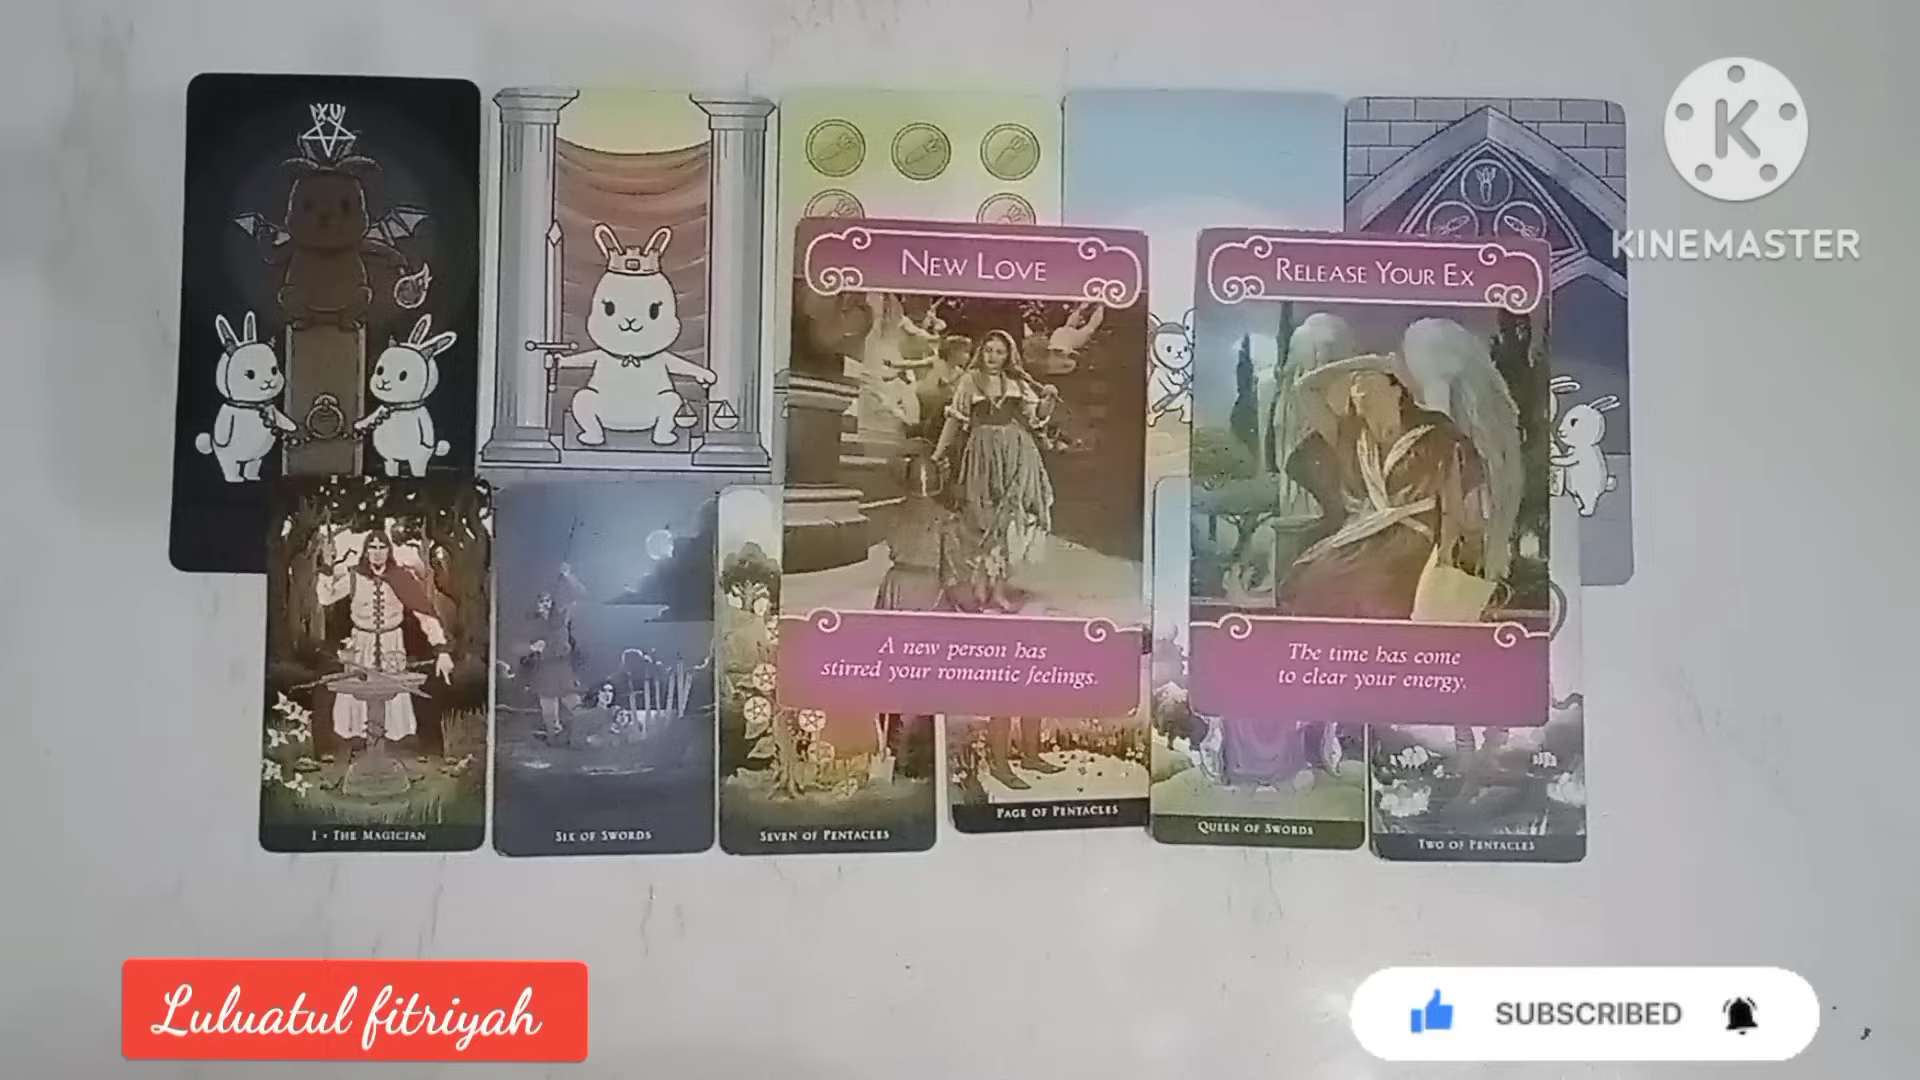 XV
K
KINEMASTER
NEW LOVE
RELEASE YOUR EX
A new person has
stirred your romantic feelings.
The time has come
to clear your energy.
I • THE MAGICIAN
SIX OF SWORDS
SEVEN OF PENTACLES
PAGE OF PENTACLES
QUEEN OF SWORDS
TWO OF PENTACLES
Luluatul fitriyah
SUBSCRIBED